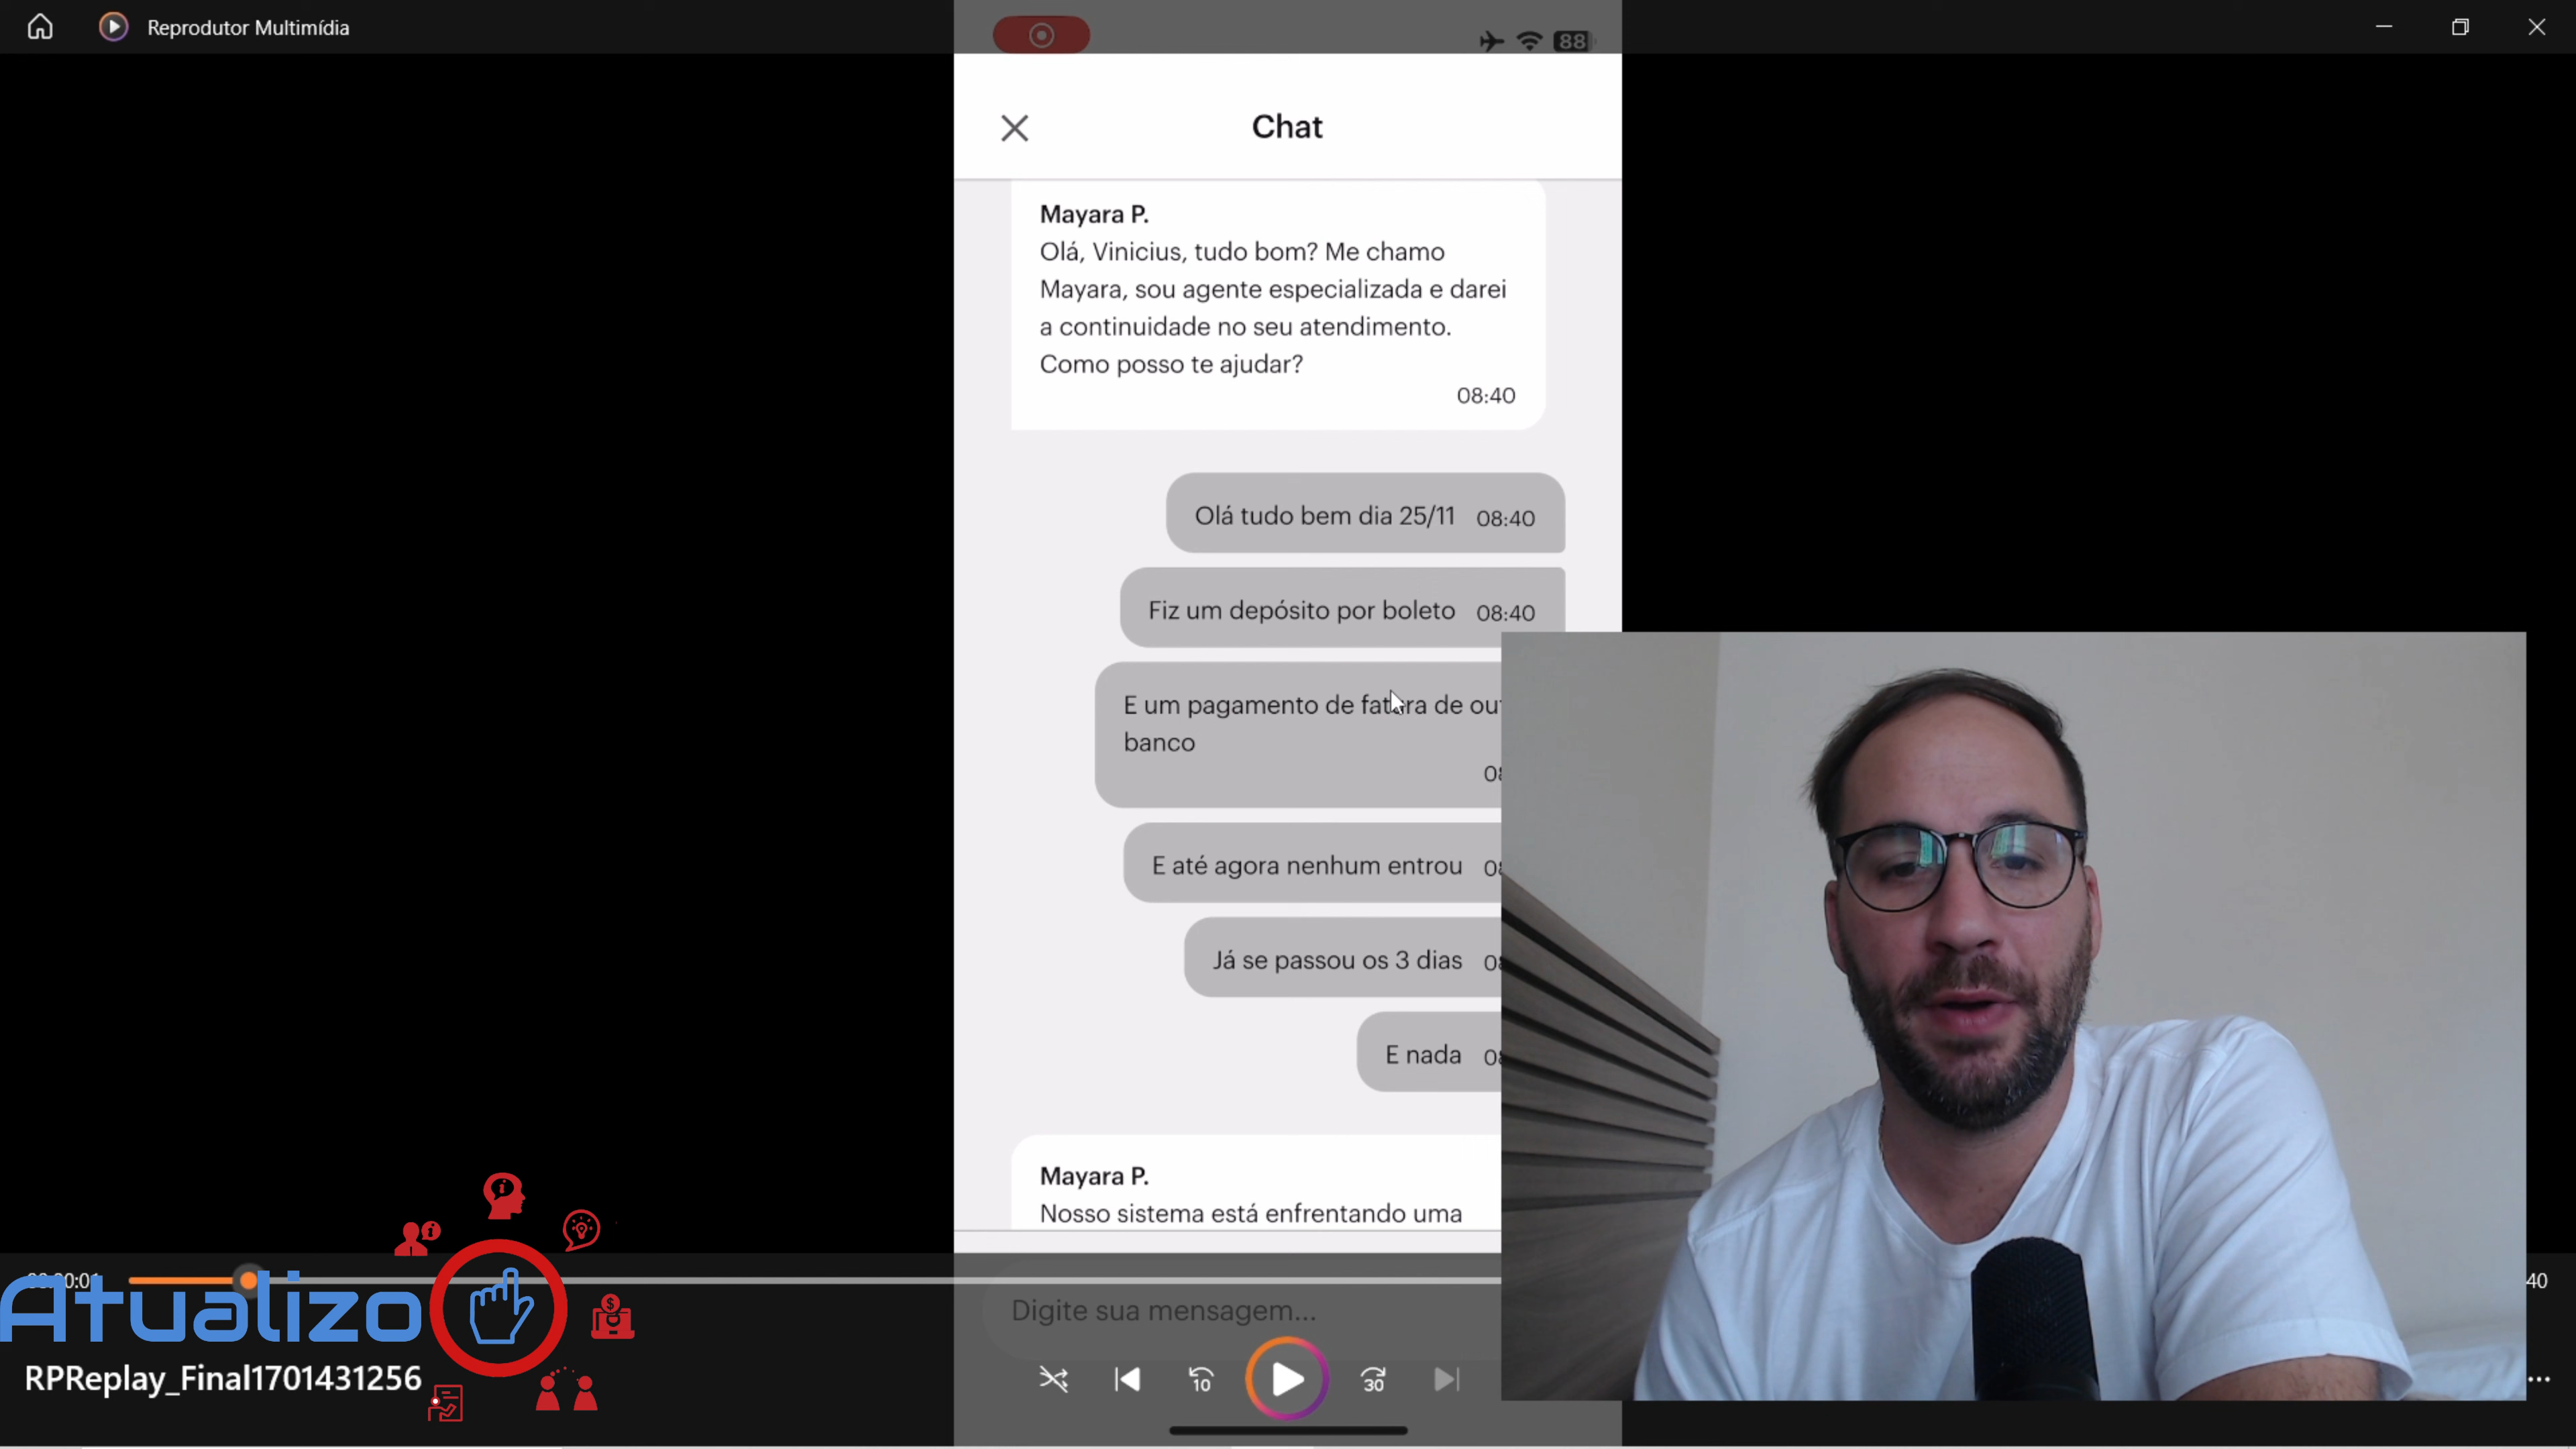 Reprodutor Multimídia
88
Chat
Mayara P.
Olá, Vinicius, tudo bom? Me chamo
Mayara, sou agente especializada e darei
a continuidade no seu atendimento.
Como posso te ajudar?
08:40
Olá tudo bem dia 25/11 08:40
Fiz um depósito por boleto 08:40
E um pagamento de fatura de
banco
E até agora nenhum entrou
Já se passou os 3 dias
E nada
Mayara P.
Nosso sistema está enfrentando uma
40
Atualizo
Digite sua mensagem...
RPReplay_Final1701431256
10
30